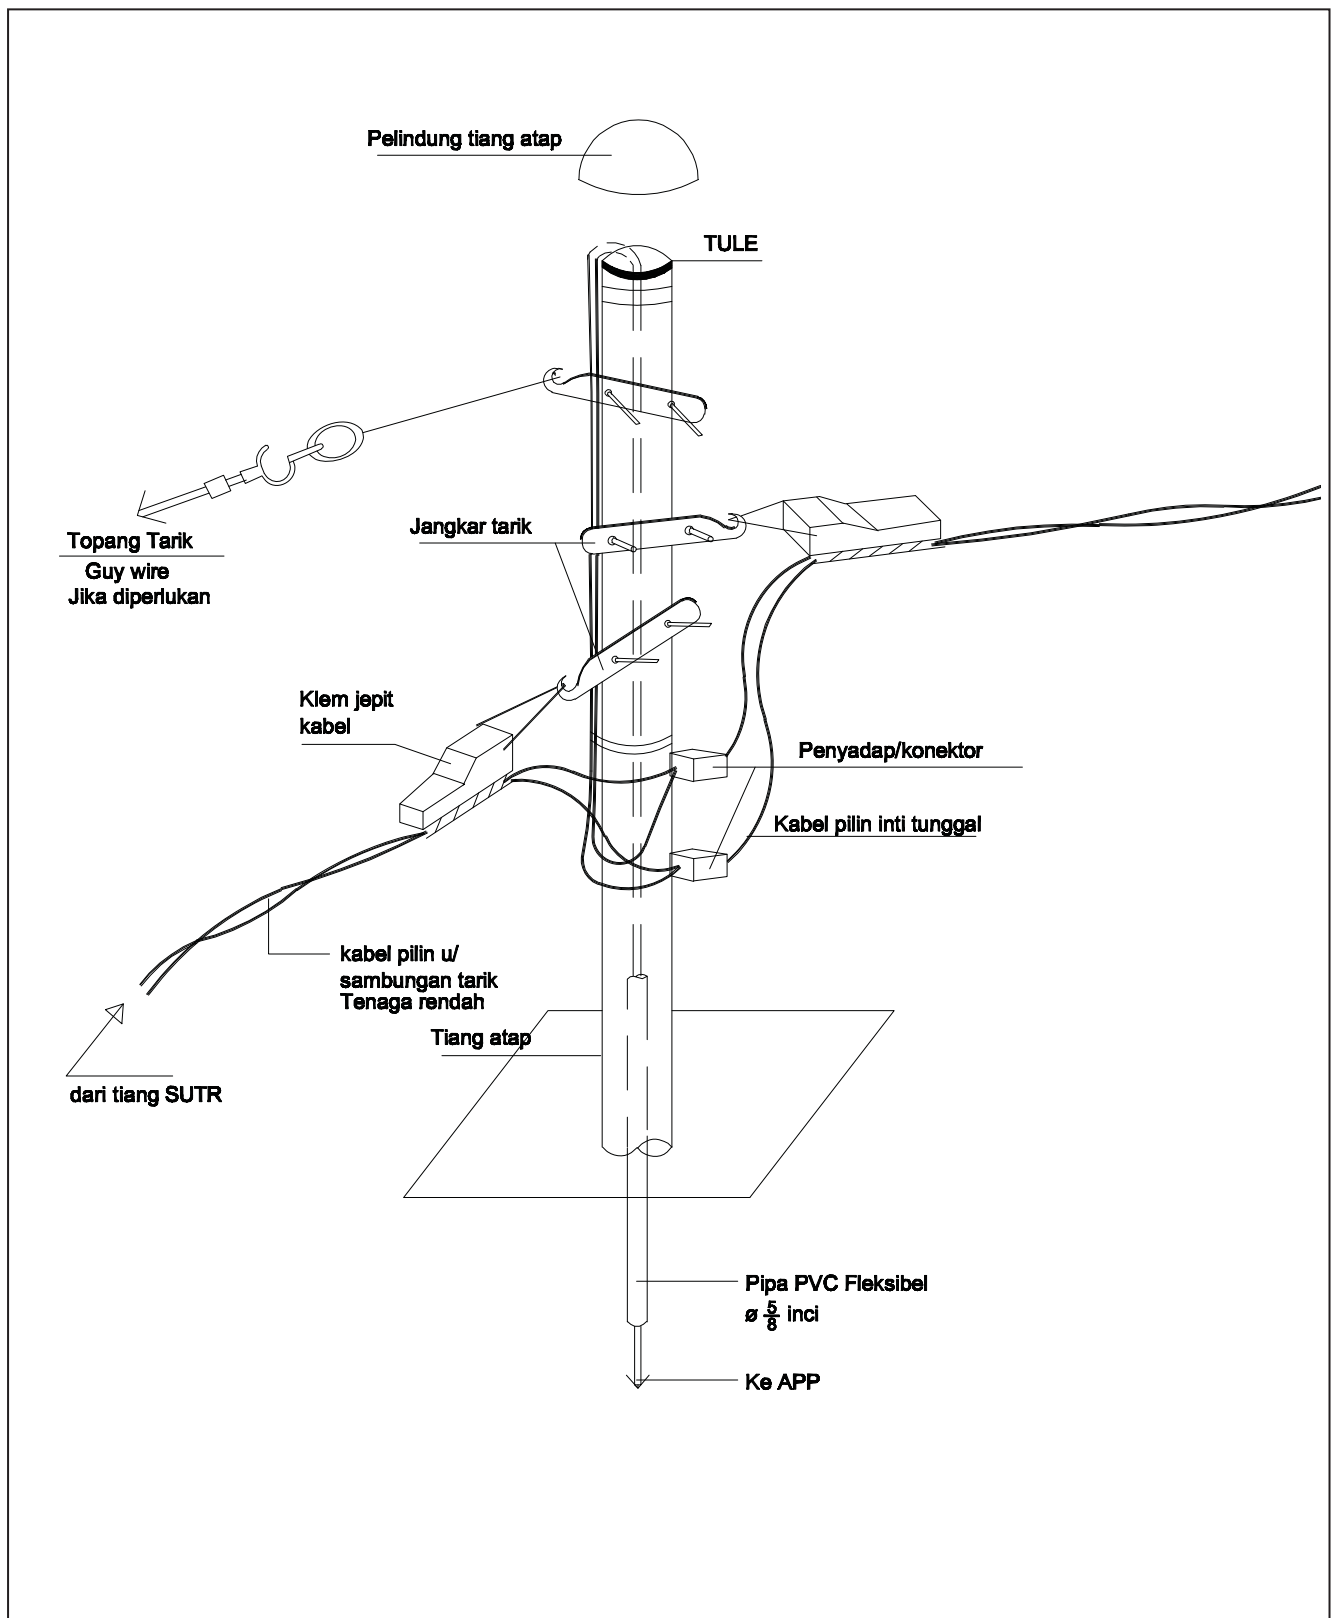 Pelindung tiang atap
TULE
Jangkar tarik
Topang Tarik
Guy wire
Jika diperlukan
Klem jepit
kabel
Penyadap/konektor
Kabel pilin inti tunggal
kabel pilin u/
sambungan tarik
Tenaga rendah
Tiang atap
dari tiang SUTR
Pipa PVC Fleksibel
ø 5/8 inci
Ke APP